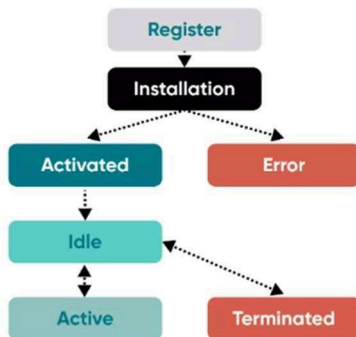 Register
Installation
Activated
Error
Idle
Active
Terminated